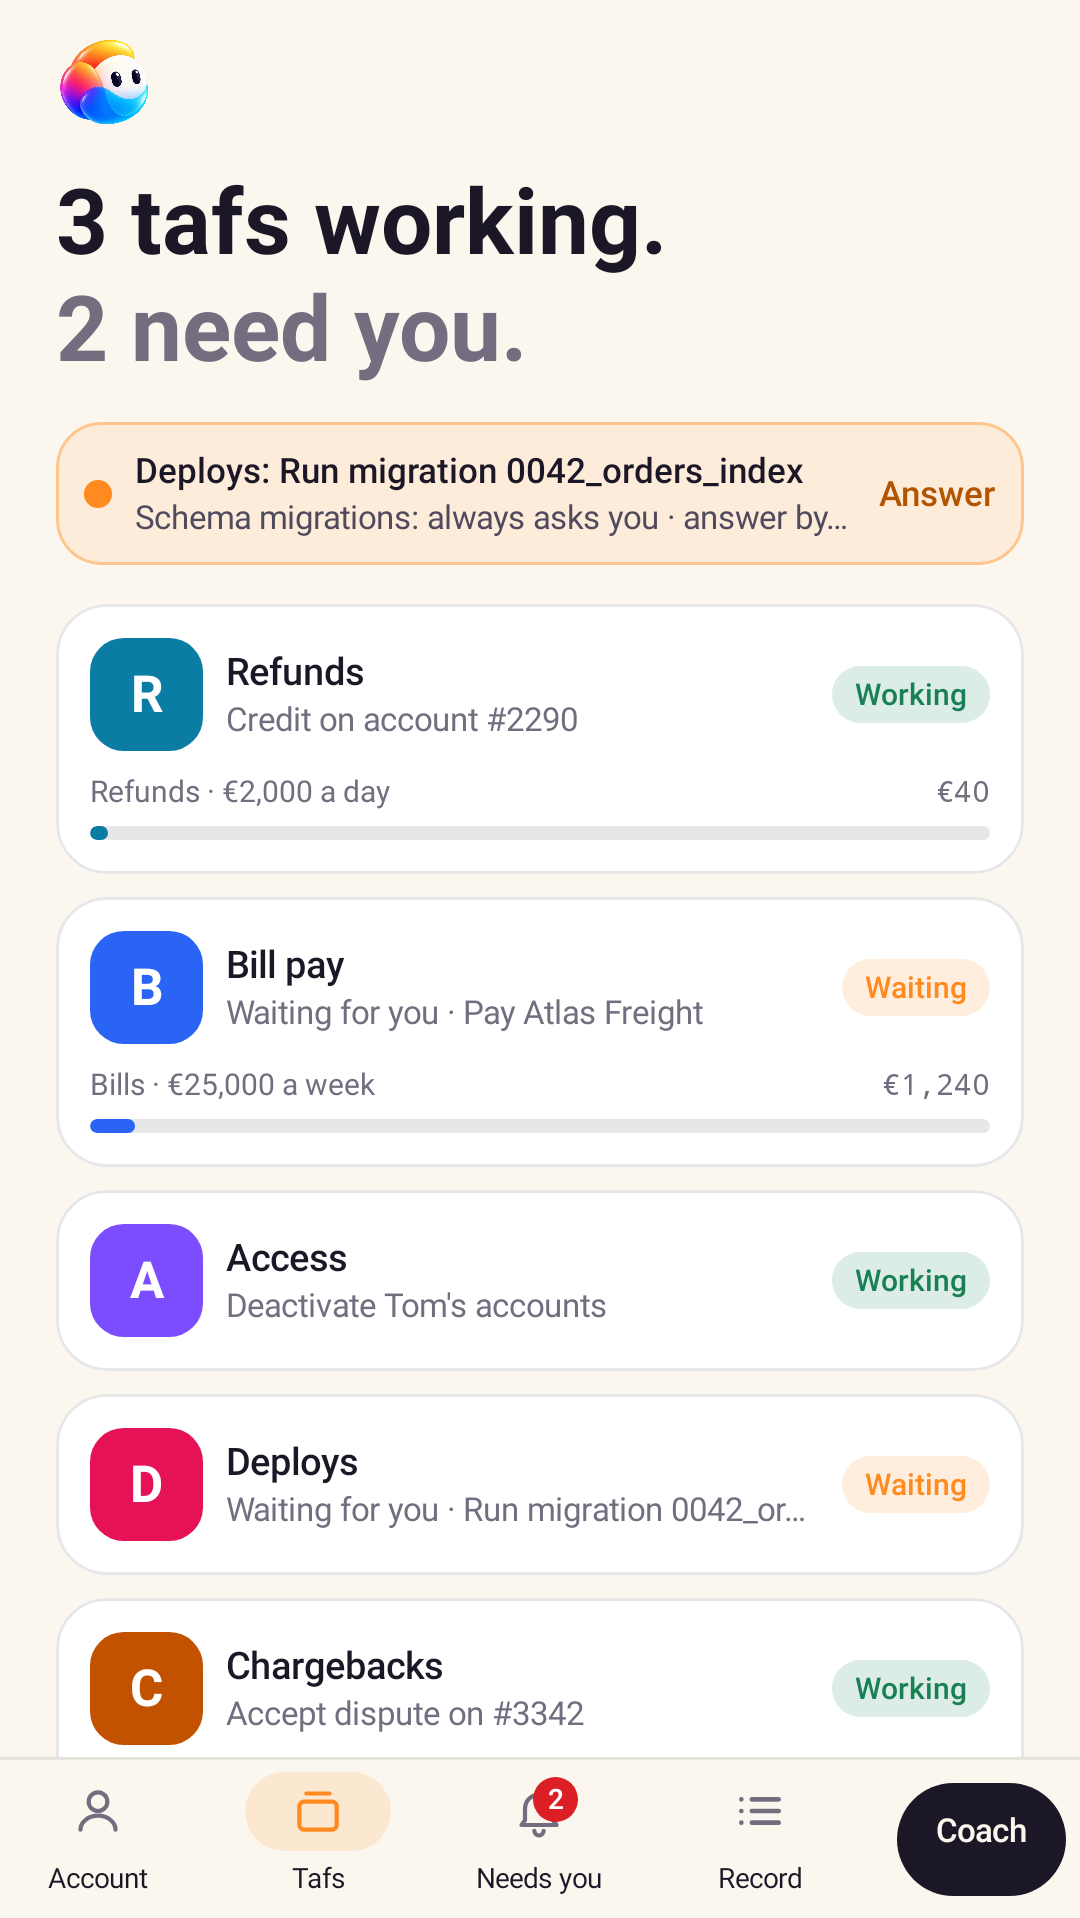 3 tafs working.
2 need you.
Deploys: Run migration 0042_orders_index
Schema migrations: always asks you · answer by…
Answer
R
Refunds
Credit on account #2290
Working
Refunds · €2,000 a day
€40
B
Bill pay
Waiting for you · Pay Atlas Freight
Waiting
Bills · €25,000 a week
€1,240
A
Access
Deactivate Tom's accounts
Working
D
Deploys
Waiting for you · Run migration 0042_or…
Waiting
C
Chargebacks
Accept dispute on #3342
Working
2
Account
Tafs
Needs you
Record
Coach